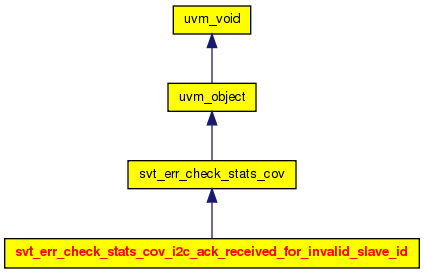 uvm_void
uvm_object
svt_err_check_stats_cov
svt_err_check_stats_cov_i2c_ack_received_for_invalid_slave_id